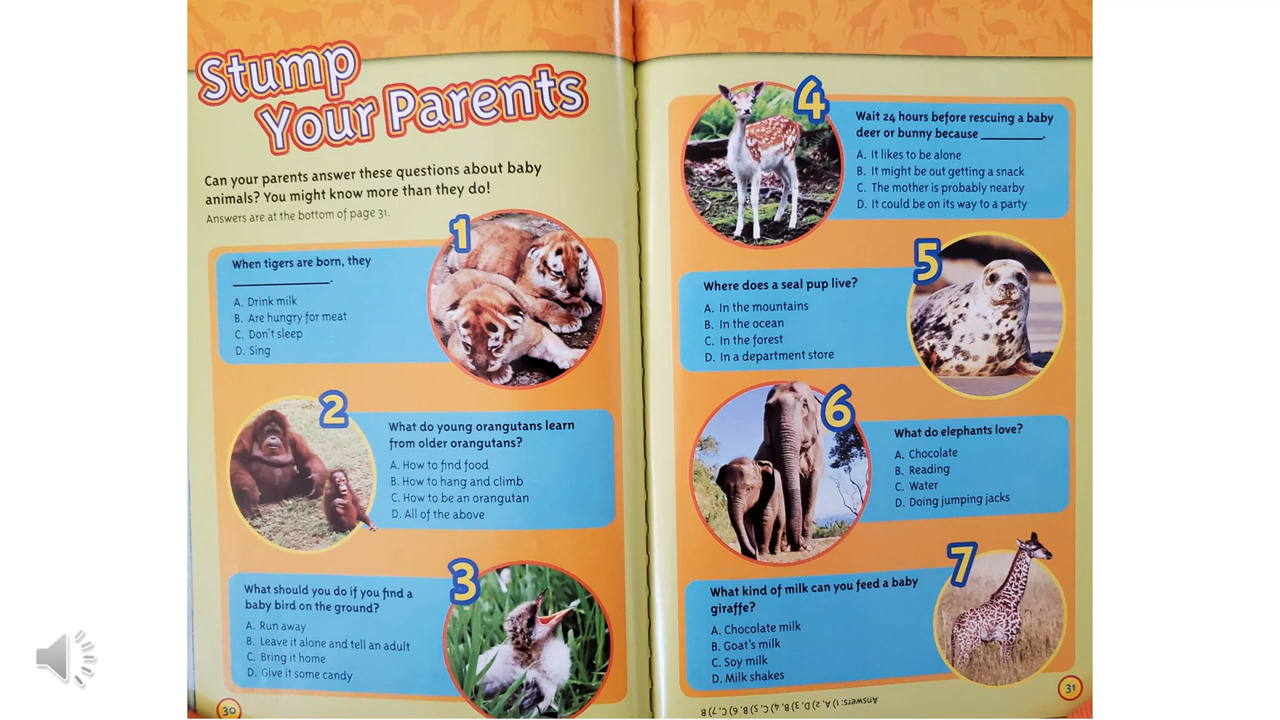 Stump
Your Parents
Can your parents answer these questions about baby
animals? You might know more than they do!
Answers are at the bottom of page 31.
1
When tigers are born, they
____________.
A. Drink milk
B. Are hungry for meat
C. Don't sleep
D. Sing
2
What do young orangutans learn
from older orangutans?
A. How to find food
B. How to hang and climb
C. How to be an orangutan
D. All of the above
3
What should you do if you find a
baby bird on the ground?
A. Run away
B. Leave it alone and tell an adult
C. Bring it home
D. Give it some candy
30
4
Wait 24 hours before rescuing a baby
deer or bunny because ________.
A. It likes to be alone
B. It might be out getting a snack
C. The mother is probably nearby
D. It could be on its way to a party
5
Where does a seal pup live?
A. In the mountains
B. In the ocean
C. In the forest
D. In a department store
6
What do elephants love?
A. Chocolate
B. Reading
C. Water
D. Doing jumping jacks
7
What kind of milk can you feed a baby
giraffe?
A. Chocolate milk
B. Goat's milk
C. Soy milk
D. Milk shakes
Answers: 1) A, 2) D, 3) B, 4) C, 5) B, 6) C, 7) B
31